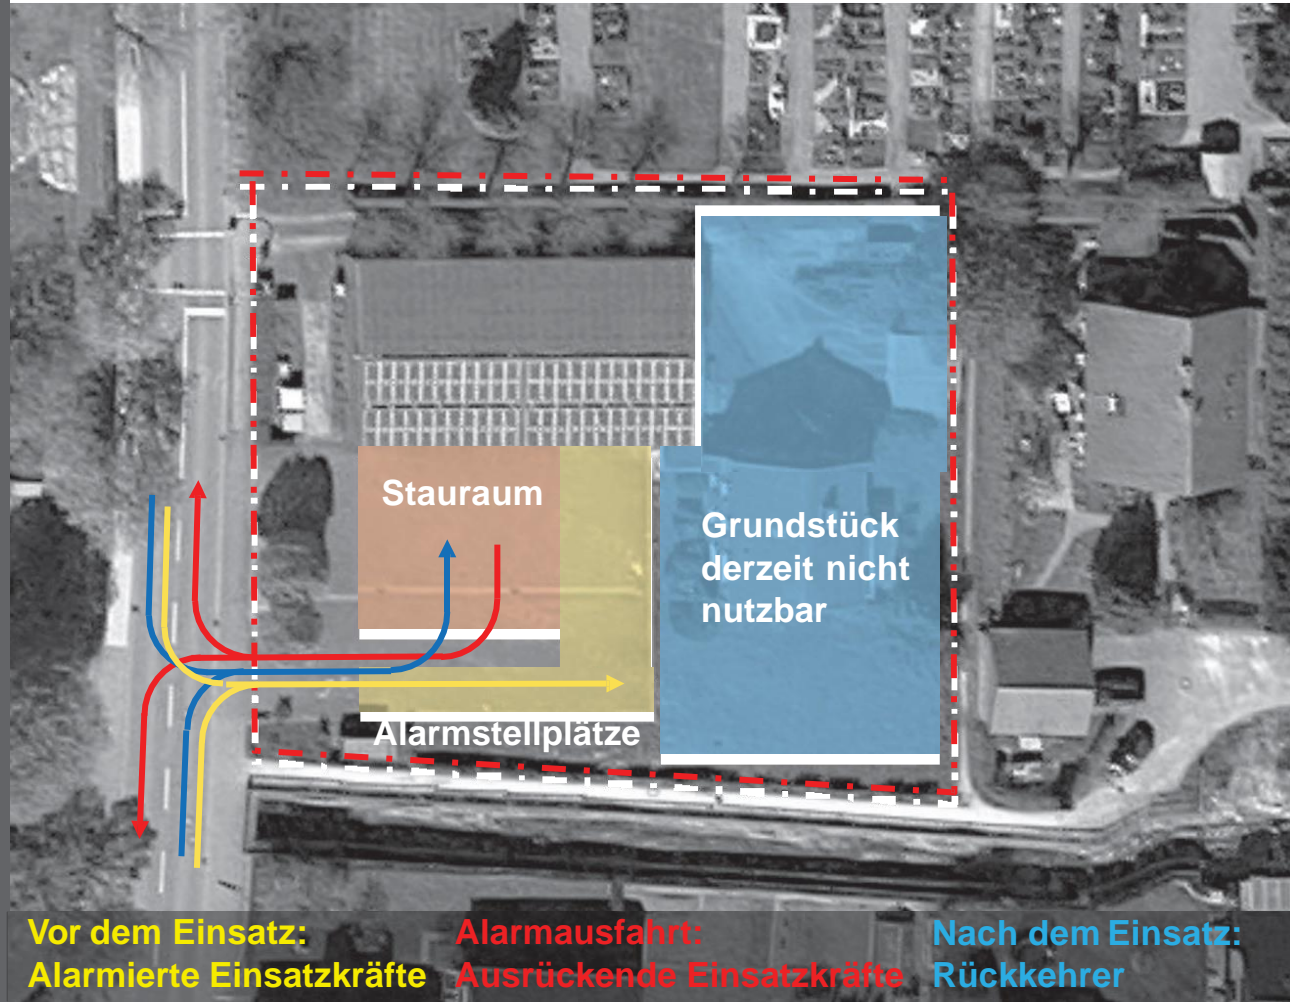 Stauraum
Grundstück
derzeit nicht
nutzbar
Alarmstellplätze
Vor dem Einsatz:
Alarmierte Einsatzkräfte
Alarmausfahrt:
Ausrückende Einsatzkräfte
Nach dem Einsatz:
Rückkehrer